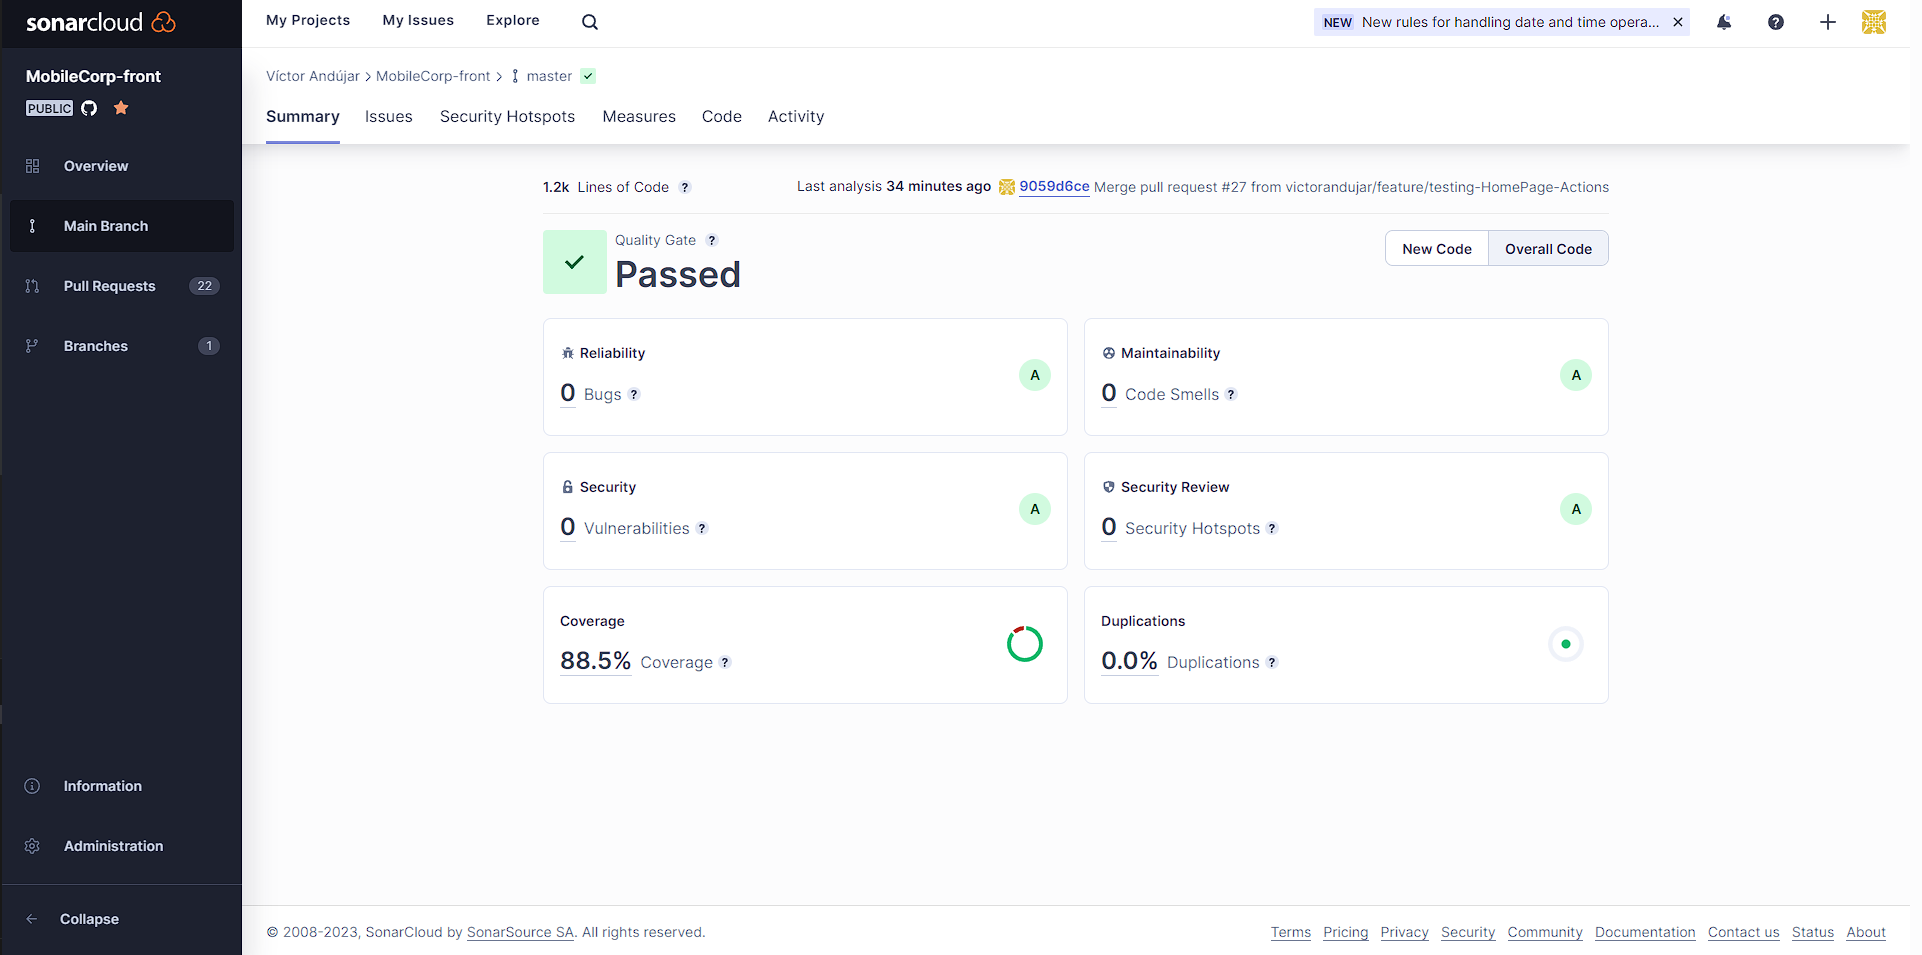 sonarcloud
My Projects My Issues Explore
NEW New rules for handling date and time opera...
MobileCorp-front
PUBLIC
Overview
Main Branch
Pull Requests 22
Branches 1
Information
Administration
Collapse
Víctor Andújar > MobileCorp-front > master
Summary Issues Security Hotspots Measures Code Activity
1.2k Lines of Code ? Last analysis 34 minutes ago 9059d6ce Merge pull request #27 from victorandujar/feature/testing-HomePage-Actions
Quality Gate ?
Passed
New Code Overall Code
Reliability
0 Bugs ?
A
Maintainability
0 Code Smells ?
A
Security
0 Vulnerabilities ?
A
Security Review
0 Security Hotspots ?
A
Coverage
88.5% Coverage ?
Duplications
0.0% Duplications ?
© 2008-2023, SonarCloud by SonarSource SA. All rights reserved.
Terms Pricing Privacy Security Community Documentation Contact us Status About